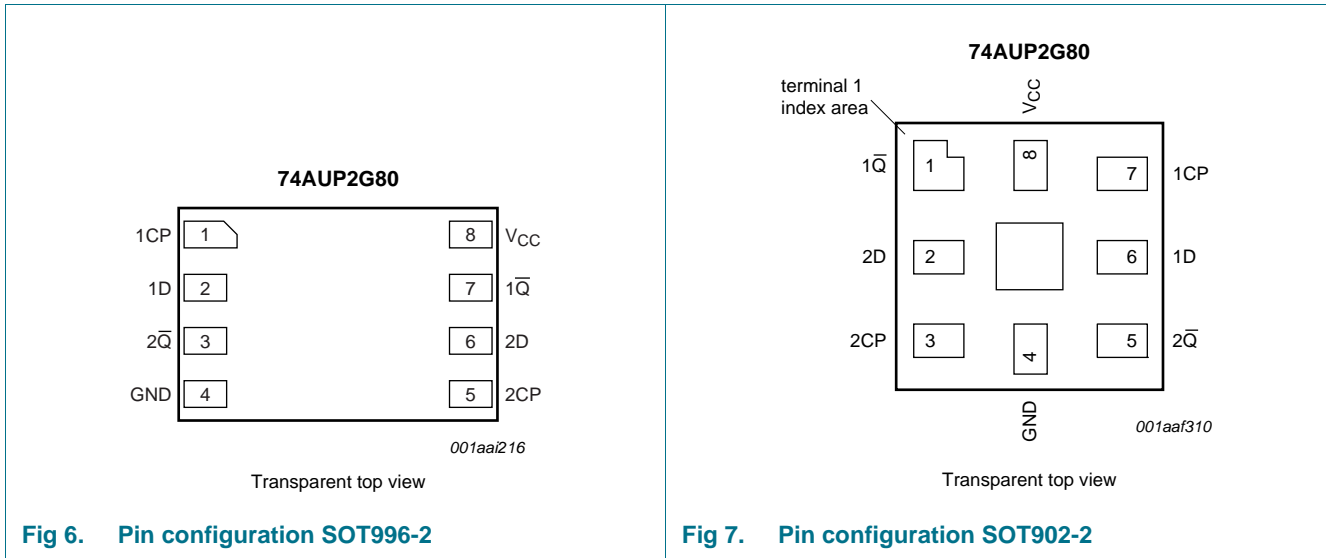 74AUP2G80
1CP 1 8 VCC
1D 2 7 1Q̅
2Q̅ 3 6 2D
GND 4 5 2CP
001aai216
Transparent top view
Fig 6. Pin configuration SOT996-2
74AUP2G80
terminal 1
index area
VCC
1Q̅ 1 8 7 1CP
2D 2 6 1D
2CP 3 4 5 2Q̅
GND
001aaf310
Transparent top view
Fig 7. Pin configuration SOT902-2